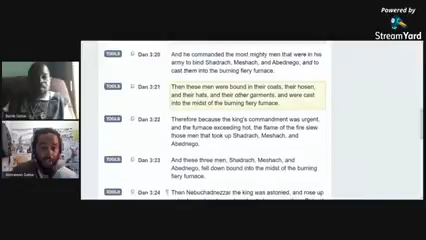 Powered by
StreamYard
TOOLS Dan 3:20 And he commanded the most mighty men that were in his
army to bind Shadrach, Meshach, and Abednego, and to
cast them into the burning fiery furnace.
TOOLS Dan 3:21 Then these men were bound in their coats, their hosen,
and their hats, and their other garments, and were cast
into the midst of the burning fiery furnace.
TOOLS Dan 3:22 Therefore because the king's commandment was urgent,
and the furnace exceeding hot, the flame of the fire slew
those men that took up Shadrach, Meshach, and
Abednego.
TOOLS Dan 3:23 And these three men, Shadrach, Meshach, and
Abednego, fell down bound into the midst of the burning
fiery furnace.
TOOLS Dan 3:24 ¶ Then Nebuchadnezzar the king was astonied, and rose up